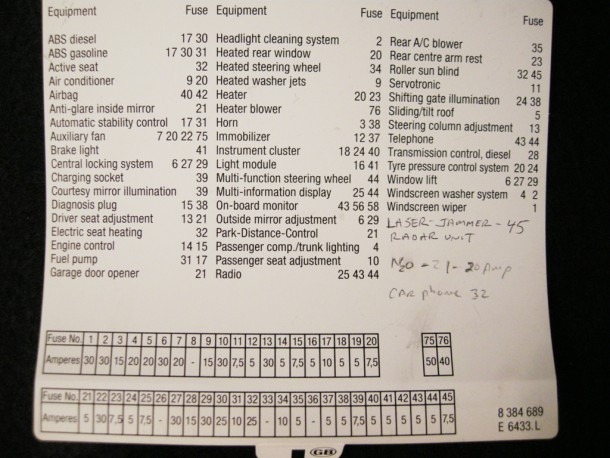 Equipment Fuse Equipment Fuse Equipment Fuse
ABS diesel 17 30 Headlight cleaning system 2 Rear A/C blower 35
ABS gasoline 17 30 31 Heated rear window 20 Rear centre arm rest 23
Active seat 32 Heated steering wheel 34 Roller sun blind 32 45
Air conditioner 9 20 Heated washer jets 9 Servotronic 11
Airbag 40 42 Heater 20 23 Shifting gate illumination 24 38
Anti-glare inside mirror 21 Heater blower 76 Sliding/tilt roof 5
Automatic stability control 17 31 Horn 3 38 Steering column adjustment 13
Auxiliary fan 7 20 22 75 Immobilizer 12 37 Telephone 43 44
Brake light 41 Instrument cluster 18 24 40 Transmission control, diesel 28
Central locking system 6 27 29 Light module 16 41 Tyre pressure control system 20 24
Charging socket 39 Multi-function steering wheel 44 Window lift 6 27 29
Courtesy mirror illumination 39 Multi-information display 25 44 Windscreen washer system 4 2
Diagnosis plug 15 38 On-board monitor 43 56 58 Windscreen wiper 1
Driver seat adjustment 13 21 Outside mirror adjustment 6 29 LASER-JAMMER - 45
Electric seat heating 32 Park-Distance-Control 21 RADAR UNIT
Engine control 14 15 Passenger comp./trunk lighting 4
Fuel pump 31 17 Passenger seat adjustment 10 - 21 - 20 Amp
Garage door opener 21 Radio 25 43 44 CAR phone 32
Fuse No. 1 2 3 4 5 6 7 8 9 10 11 12 13 14 15 16 17 18 19 20 75 76
Amperes 30 30 15 20 20 30 20 - 15 30 7,5 5 30 5 7,5 5 10 5 5 7,5 50 40
Fuse No. 21 22 23 24 25 26 27 28 29 30 31 32 33 34 35 36 37 38 39 40 41 42 43 44 45
Amperes 5 30 7,5 5 7,5 - 30 15 30 25 10 25 - 10 5 - 5 5 7,5 5 5 5 5 5 7,5
8 384 689
E 6433.L
GB